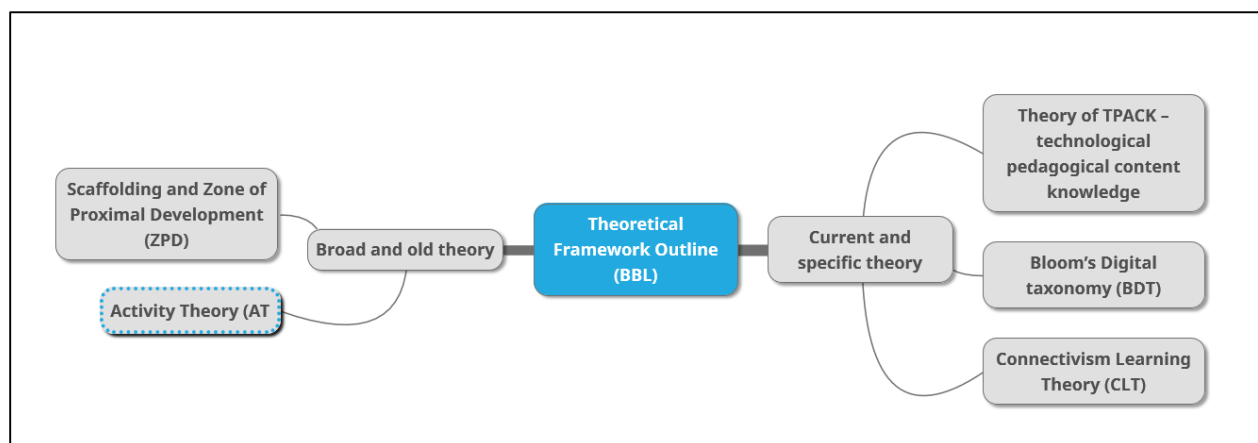 Scaffolding and Zone of
Proximal Development
(ZPD)
Activity Theory (AT
Broad and old theory
Theoretical
Framework Outline
(BBL)
Current and
specific theory
Theory of TPACK –
technological
pedagogical content
knowledge
Bloom’s Digital
taxonomy (BDT)
Connectivism Learning
Theory (CLT)